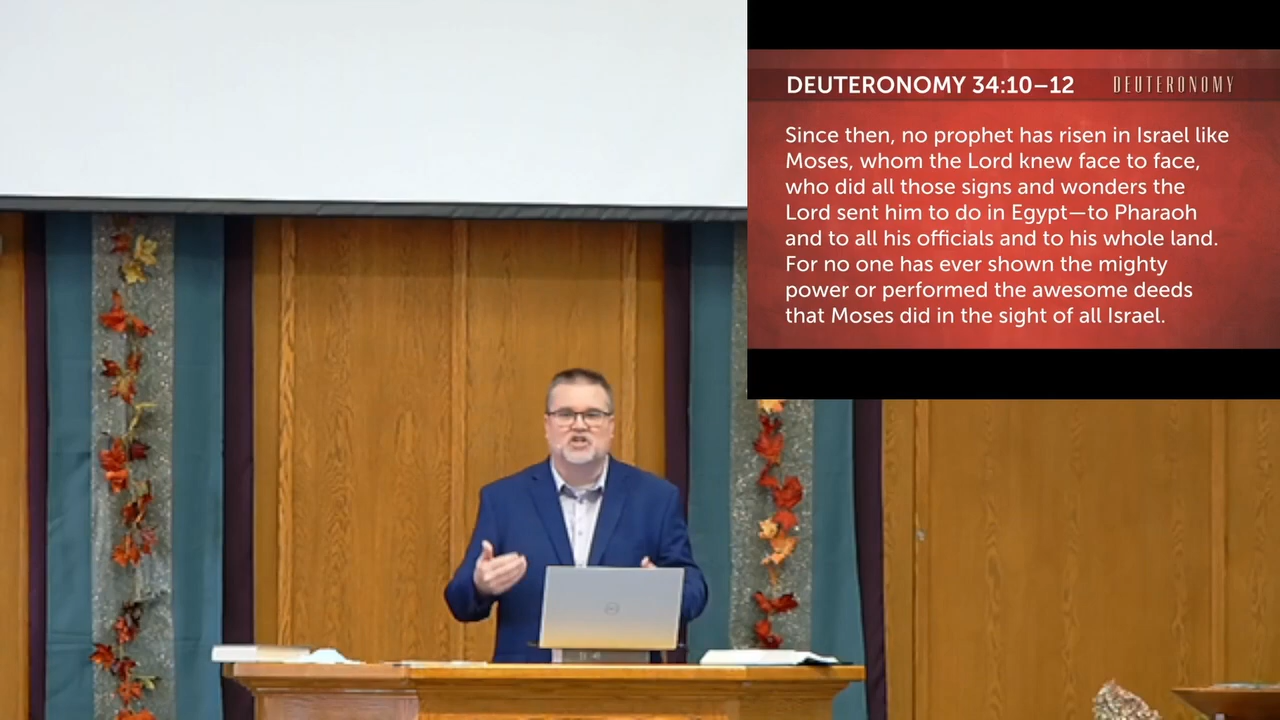 DEUTERONOMY 34:10–12
DEUTERONOMY
Since then, no prophet has risen in Israel like
Moses, whom the Lord knew face to face,
who did all those signs and wonders the
Lord sent him to do in Egypt—to Pharaoh
and to all his officials and to his whole land.
For no one has ever shown the mighty
power or performed the awesome deeds
that Moses did in the sight of all Israel.